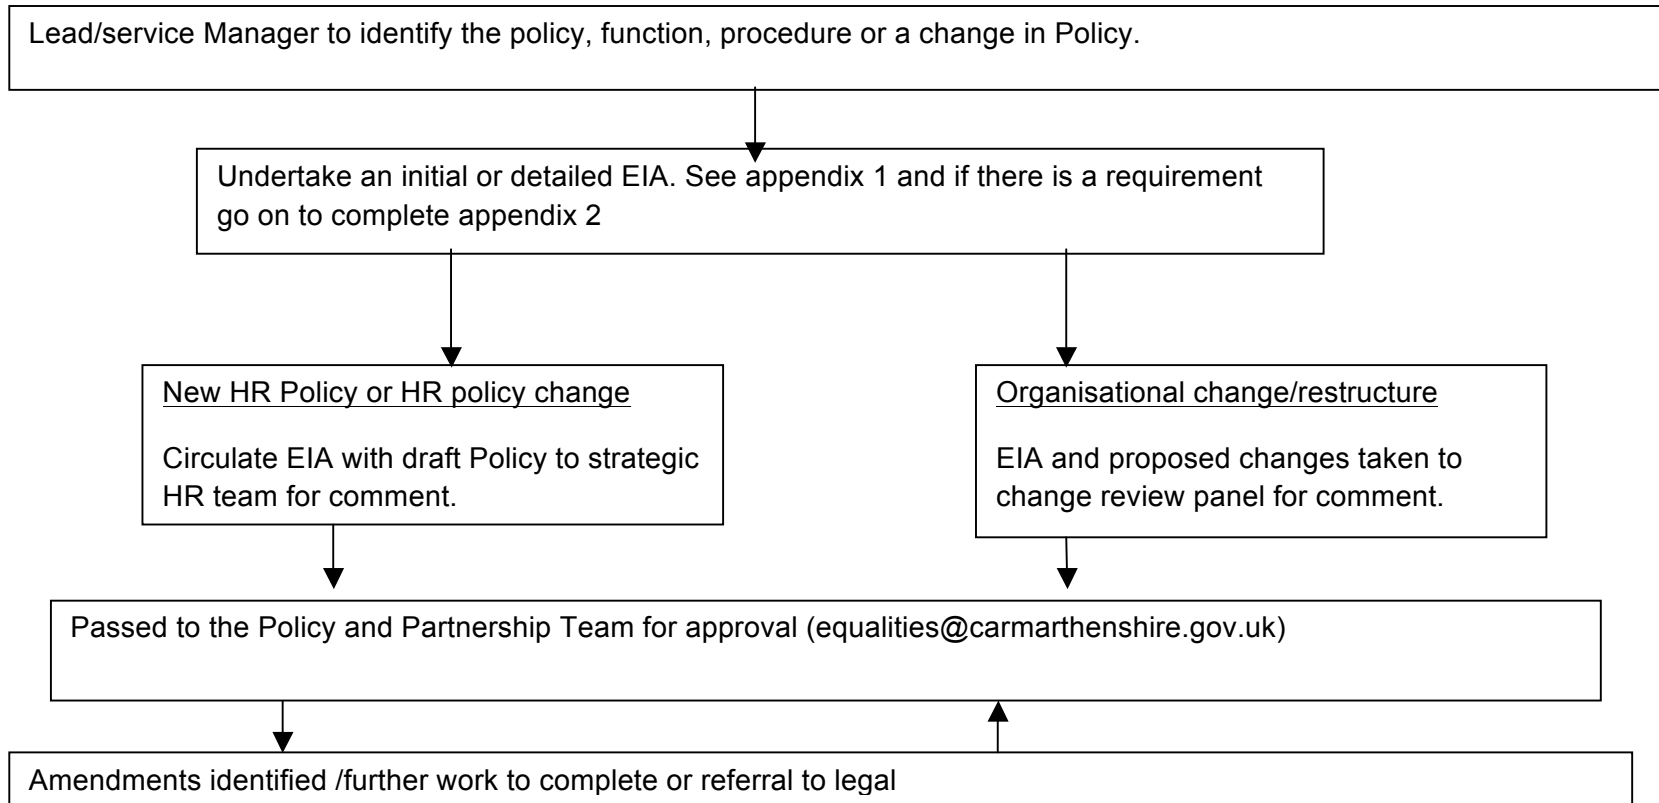 Lead/service Manager to identify the policy, function, procedure or a change in Policy.
Undertake an initial or detailed EIA. See appendix 1 and if there is a requirement
go on to complete appendix 2
New HR Policy or HR policy change
Circulate EIA with draft Policy to strategic
HR team for comment.
Organisational change/restructure
EIA and proposed changes taken to
change review panel for comment.
Passed to the Policy and Partnership Team for approval (equalities@carmarthenshire.gov.uk)
Amendments identified /further work to complete or referral to legal